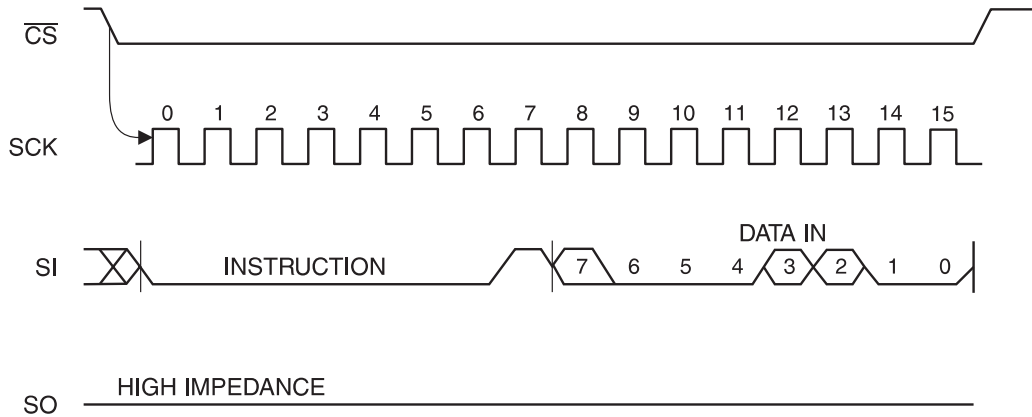 CS
0 1 2 3 4 5 6 7 8 9 10 11 12 13 14 15
SCK
DATA IN
SI INSTRUCTION 7 6 5 4 3 2 1 0
HIGH IMPEDANCE
SO